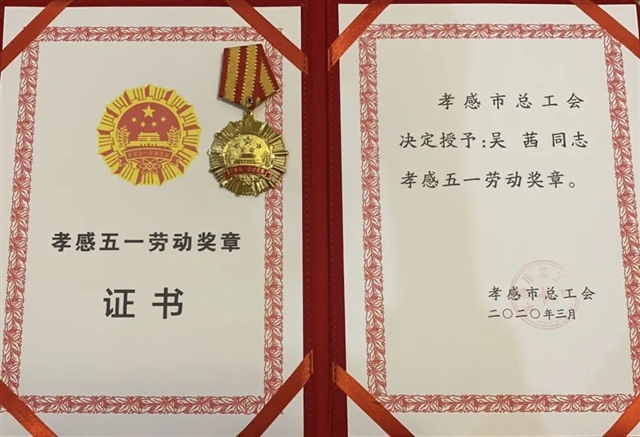 孝感五一劳动奖章
证书
孝感市总工会
决定授予:吴茜同志
孝感五一劳动奖章。
孝感市总工会
二〇二〇年三月